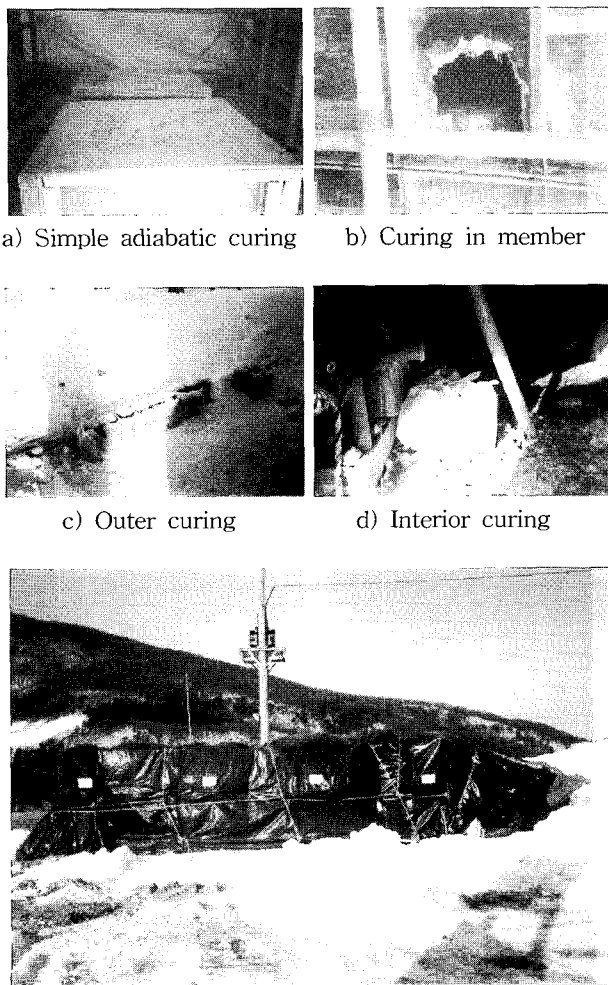 a) Simple adiabatic curing
b) Curing in member
c) Outer curing
d) Interior curing